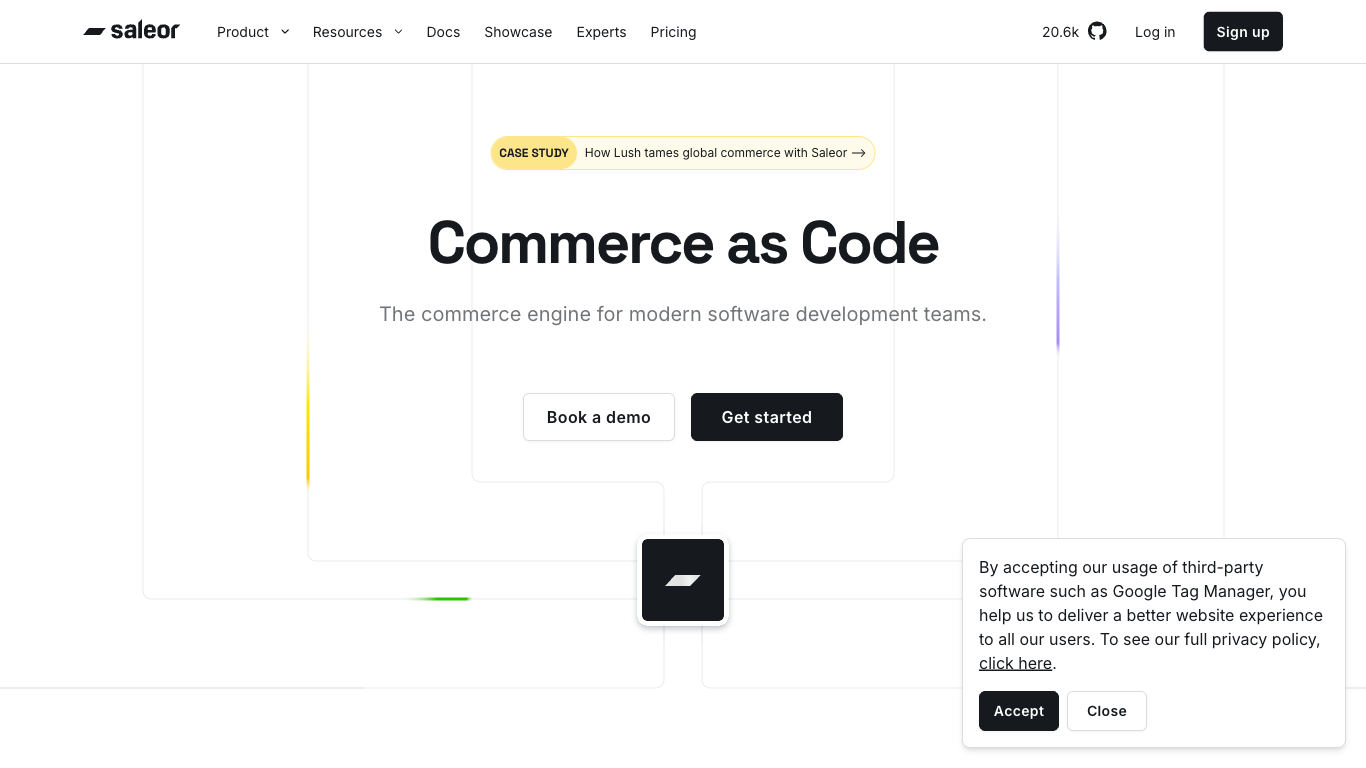 saleor
Product
Resources
Docs
Showcase
Experts
Pricing
20.6k
Log in
Sign up
CASE STUDY How Lush tames global commerce with Saleor →
Commerce as Code
The commerce engine for modern software development teams.
Book a demo
Get started
By accepting our usage of third-party
software such as Google Tag Manager, you
help us to deliver a better website experience
to all our users. To see our full privacy policy,
click here.
Accept
Close